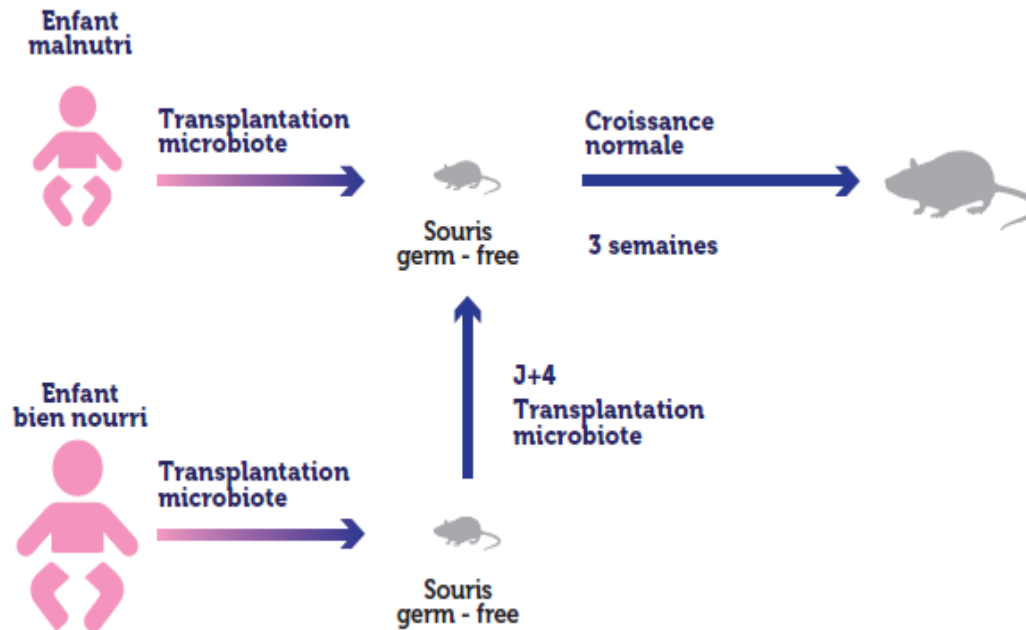 Enfant
malnutri
Transplantation
microbiote
Souris
germ - free
Croissance
normale
3 semaines
J+4
Transplantation
microbiote
Enfant
bien nourri
Transplantation
microbiote
Souris
germ - free